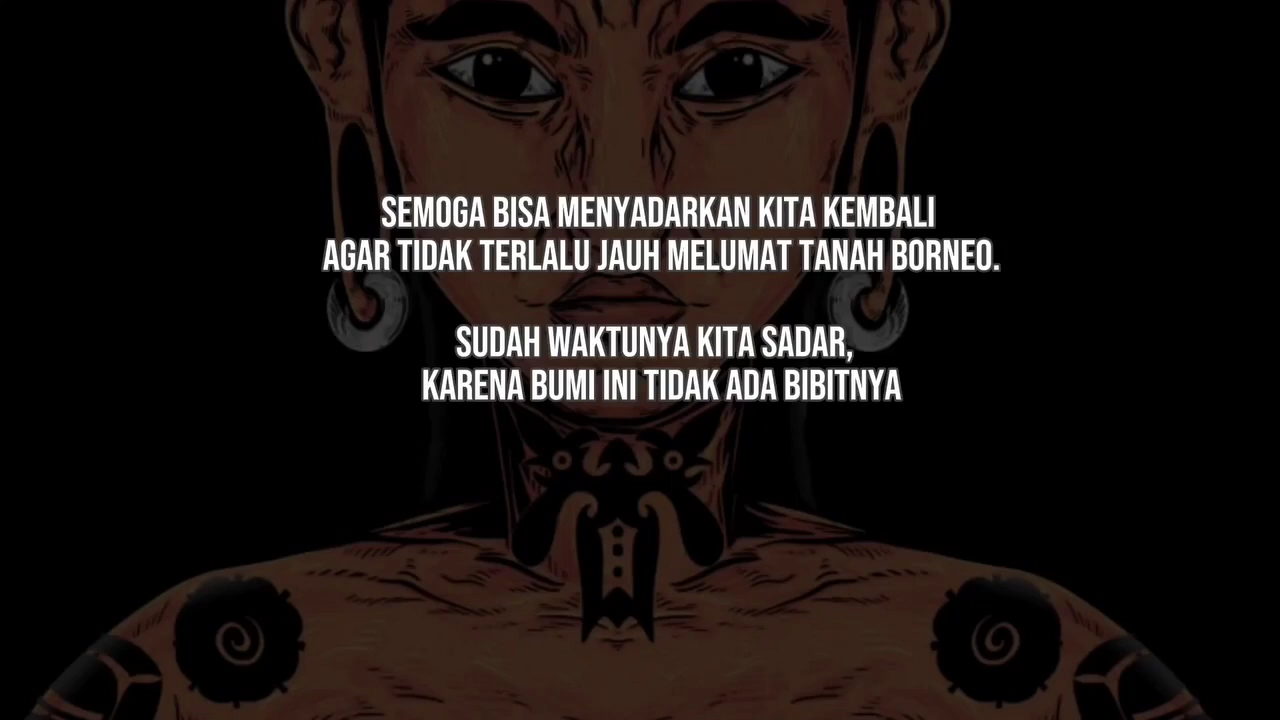 SEMOGA BISA MENYADARKAN KITA KEMBALI
AGAR TIDAK TERLALU JAUH MELUMAT TANAH BORNEO.
SUDAH WAKTUNYA KITA SADAR,
KARENA BUMI INI TIDAK ADA BIBITNYA